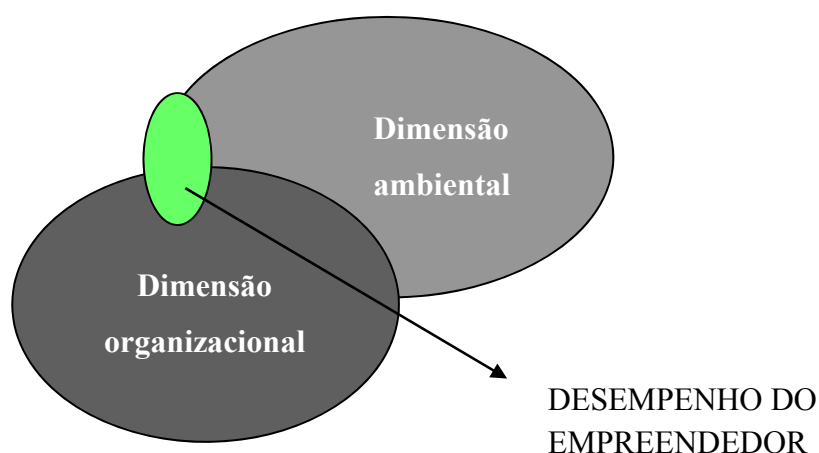 Dimensão
ambiental
Dimensão
organizacional
DESEMPENHO DO
EMPREENDEDOR